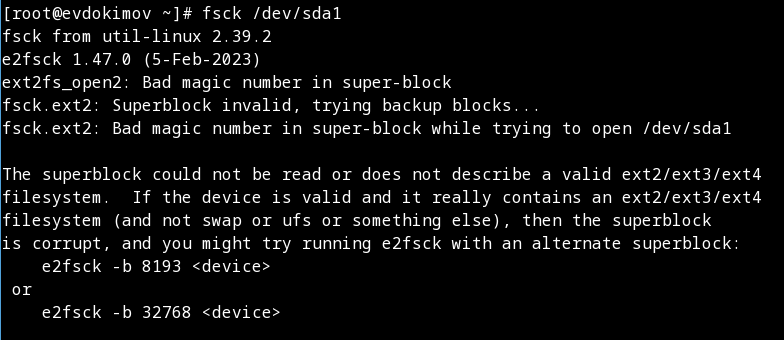 [root@evdokimov ~]# fsck /dev/sda1
fsck from util-linux 2.39.2
e2fsck 1.47.0 (5-Feb-2023)
ext2fs_open2: Bad magic number in super-block
fsck.ext2: Superblock invalid, trying backup blocks...
fsck.ext2: Bad magic number in super-block while trying to open /dev/sda1

The superblock could not be read or does not describe a valid ext2/ext3/ext4
filesystem.  If the device is valid and it really contains an ext2/ext3/ext4
filesystem (and not swap or ufs or something else), then the superblock
is corrupt, and you might try running e2fsck with an alternate superblock:
    e2fsck -b 8193 <device>
 or
    e2fsck -b 32768 <device>